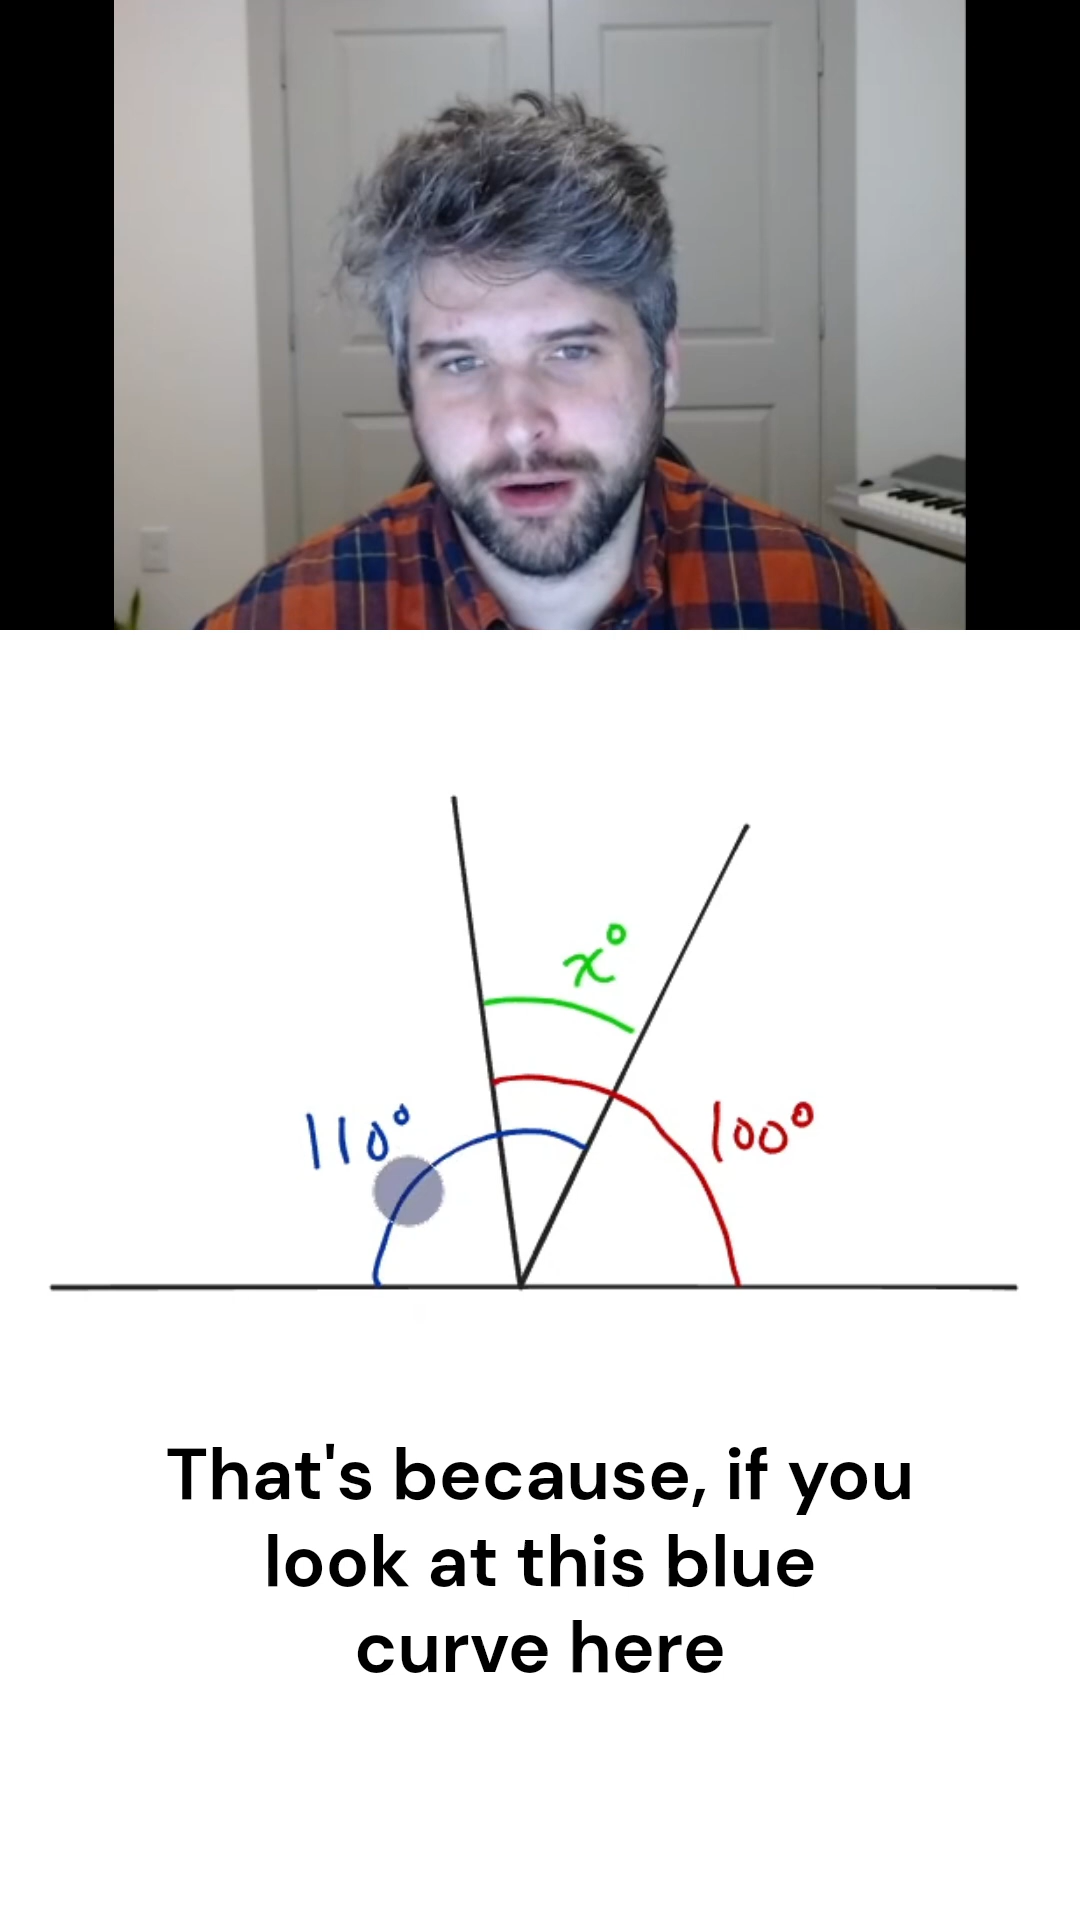 x°
110°
100°
That's because, if you
look at this blue
curve here